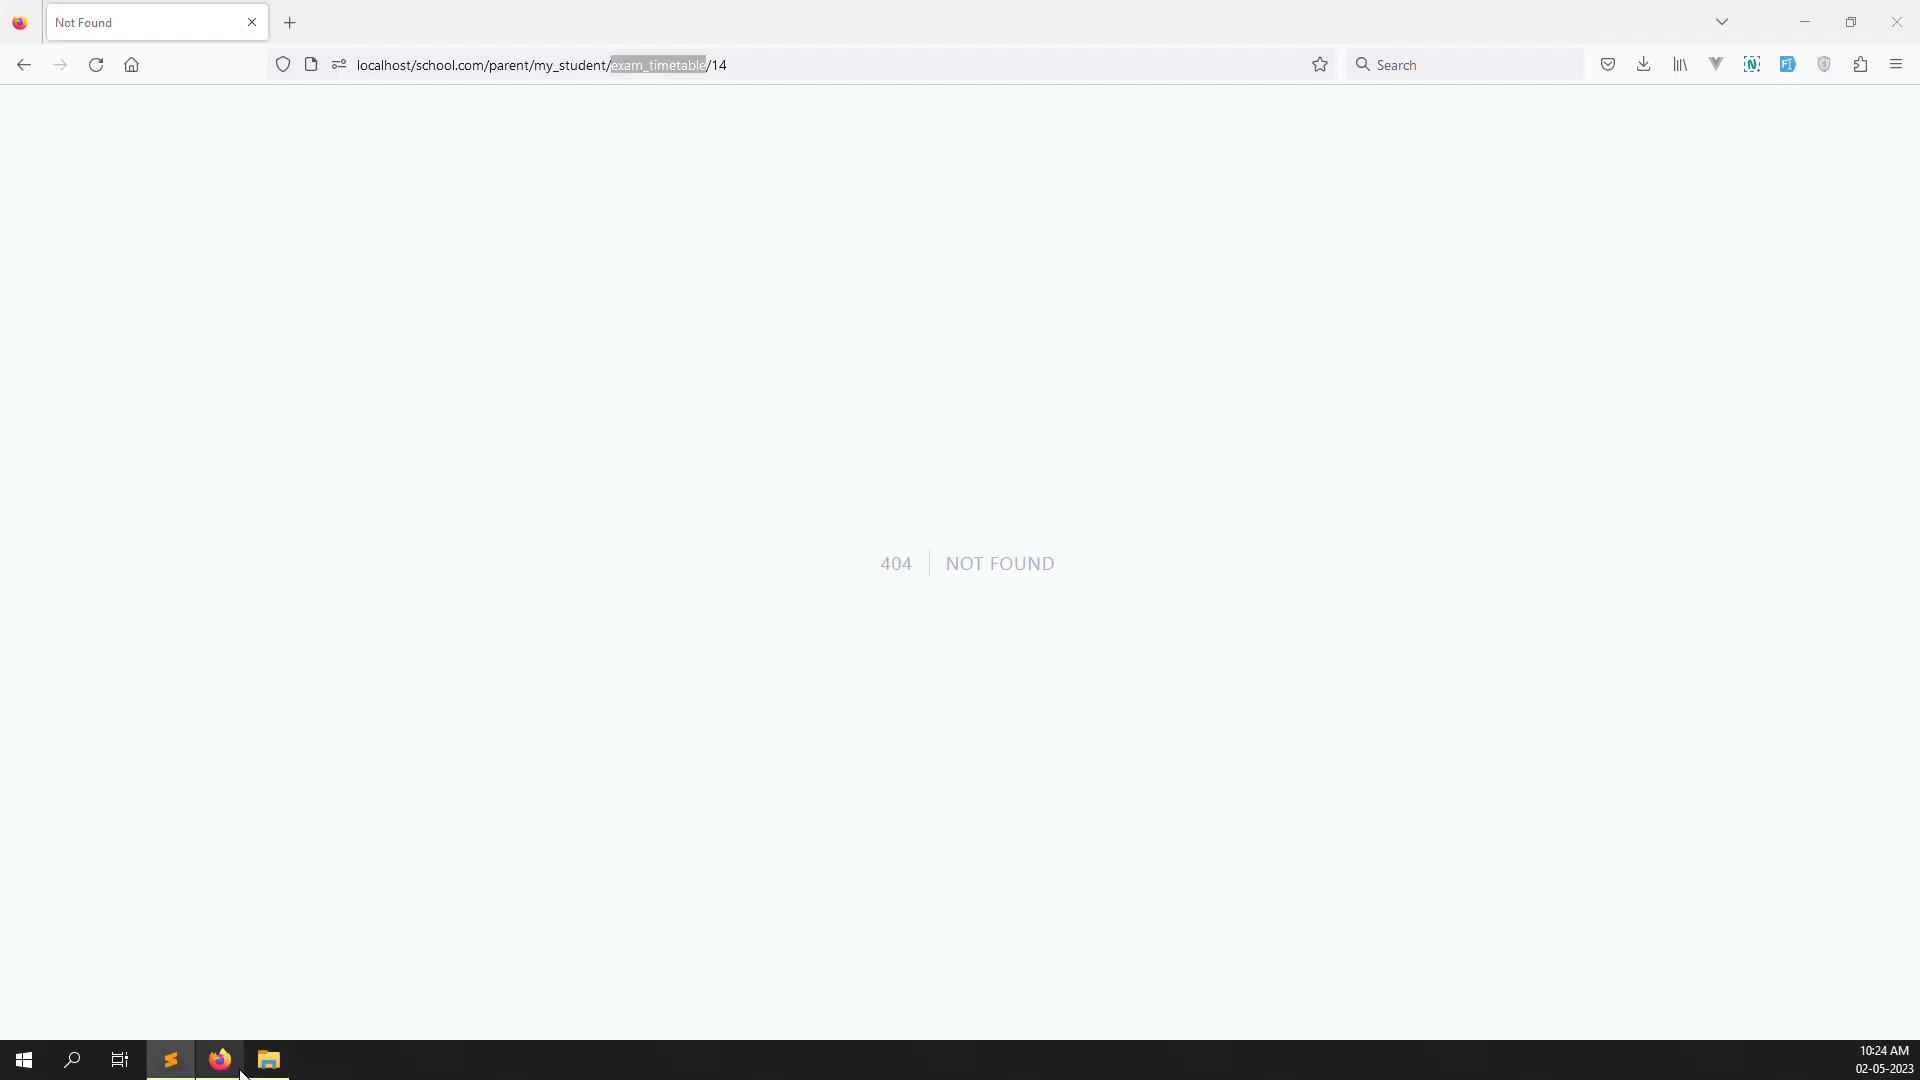 Not Found
localhost/school.com/parent/my_student/exam_timetable/14
Search
404 NOT FOUND
10:24 AM
02-05-2023